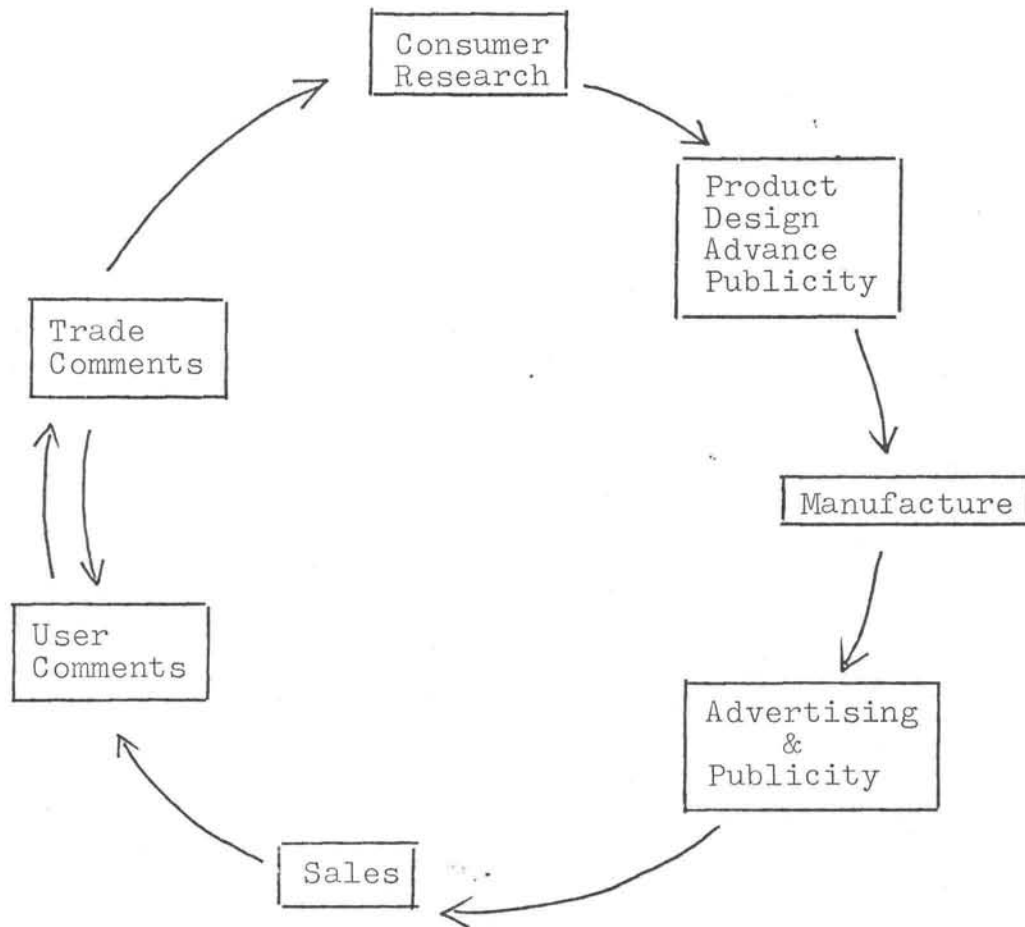 Consumer
Research
Product
Design
Advance
Publicity
Manufacture
Advertising
&
Publicity
Sales
User
Comments
Trade
Comments